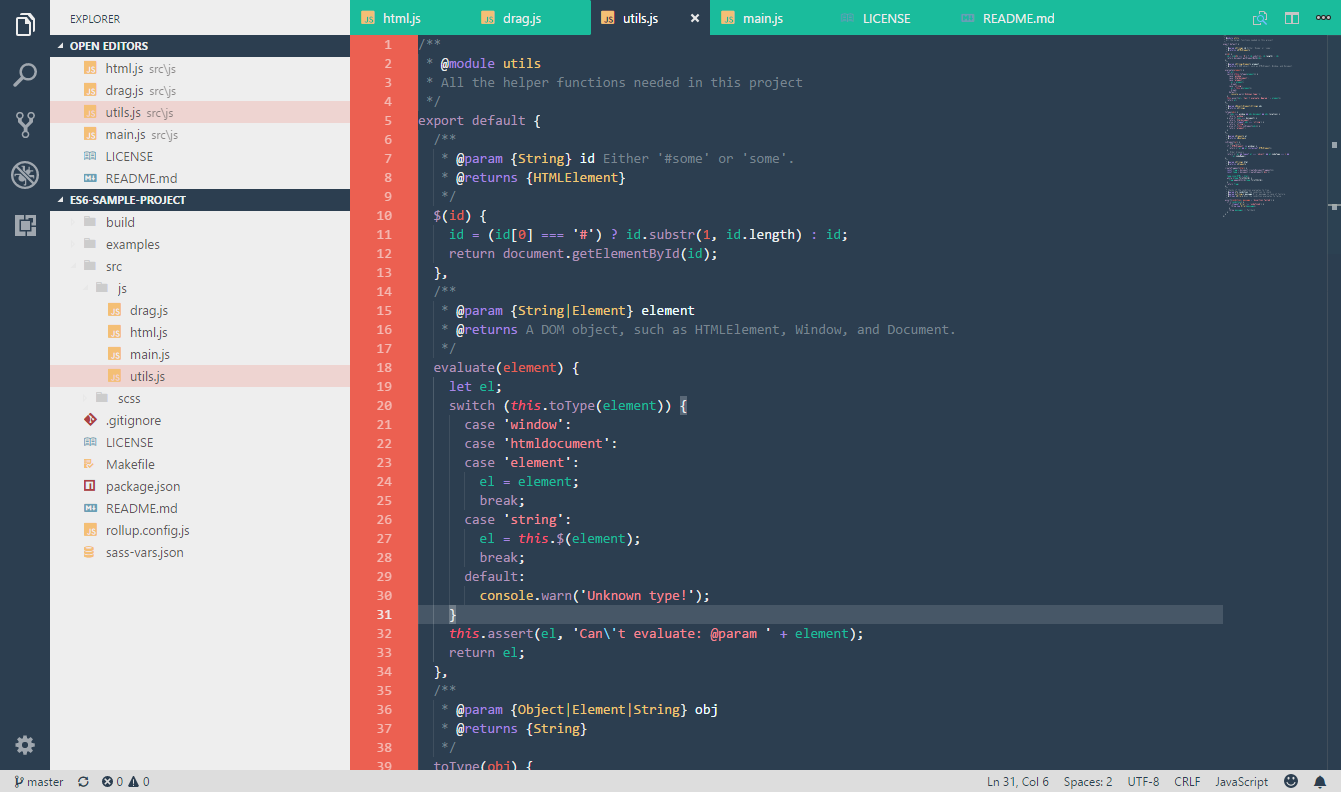 EXPLORER
OPEN EDITORS
html.js src\js
drag.js src\js
utils.js src\js
main.js src\js
LICENSE
README.md
ES6-SAMPLE-PROJECT
build
examples
src
js
drag.js
html.js
main.js
utils.js
scss
.gitignore
LICENSE
Makefile
package.json
README.md
rollup.config.js
sass-vars.json
html.js drag.js utils.js × main.js LICENSE README.md
1 /**
2  * @module utils
3  * All the helper functions needed in this project
4  */
5 export default {
6   /**
7    * @param {String} id Either '#some' or 'some'.
8    * @returns {HTMLElement}
9    */
10   $(id) {
11     id = (id[0] === '#') ? id.substr(1, id.length) : id;
12     return document.getElementById(id);
13   },
14   /**
15    * @param {String|Element} element
16    * @returns A DOM object, such as HTMLElement, Window, and Document.
17    */
18   evaluate(element) {
19     let el;
20     switch (this.toType(element)) {
21       case 'window':
22       case 'htmldocument':
23       case 'element':
24         el = element;
25         break;
26       case 'string':
27         el = this.$(element);
28         break;
29       default:
30         console.warn('Unknown type!');
31     }
32     this.assert(el, 'Can\'t evaluate: @param ' + element);
33     return el;
34   },
35   /**
36    * @param {Object|Element|String} obj
37    * @returns {String}
38    */
39   toType(obj) {
master 0 0 Ln 31, Col 6 Spaces: 2 UTF-8 CRLF JavaScript